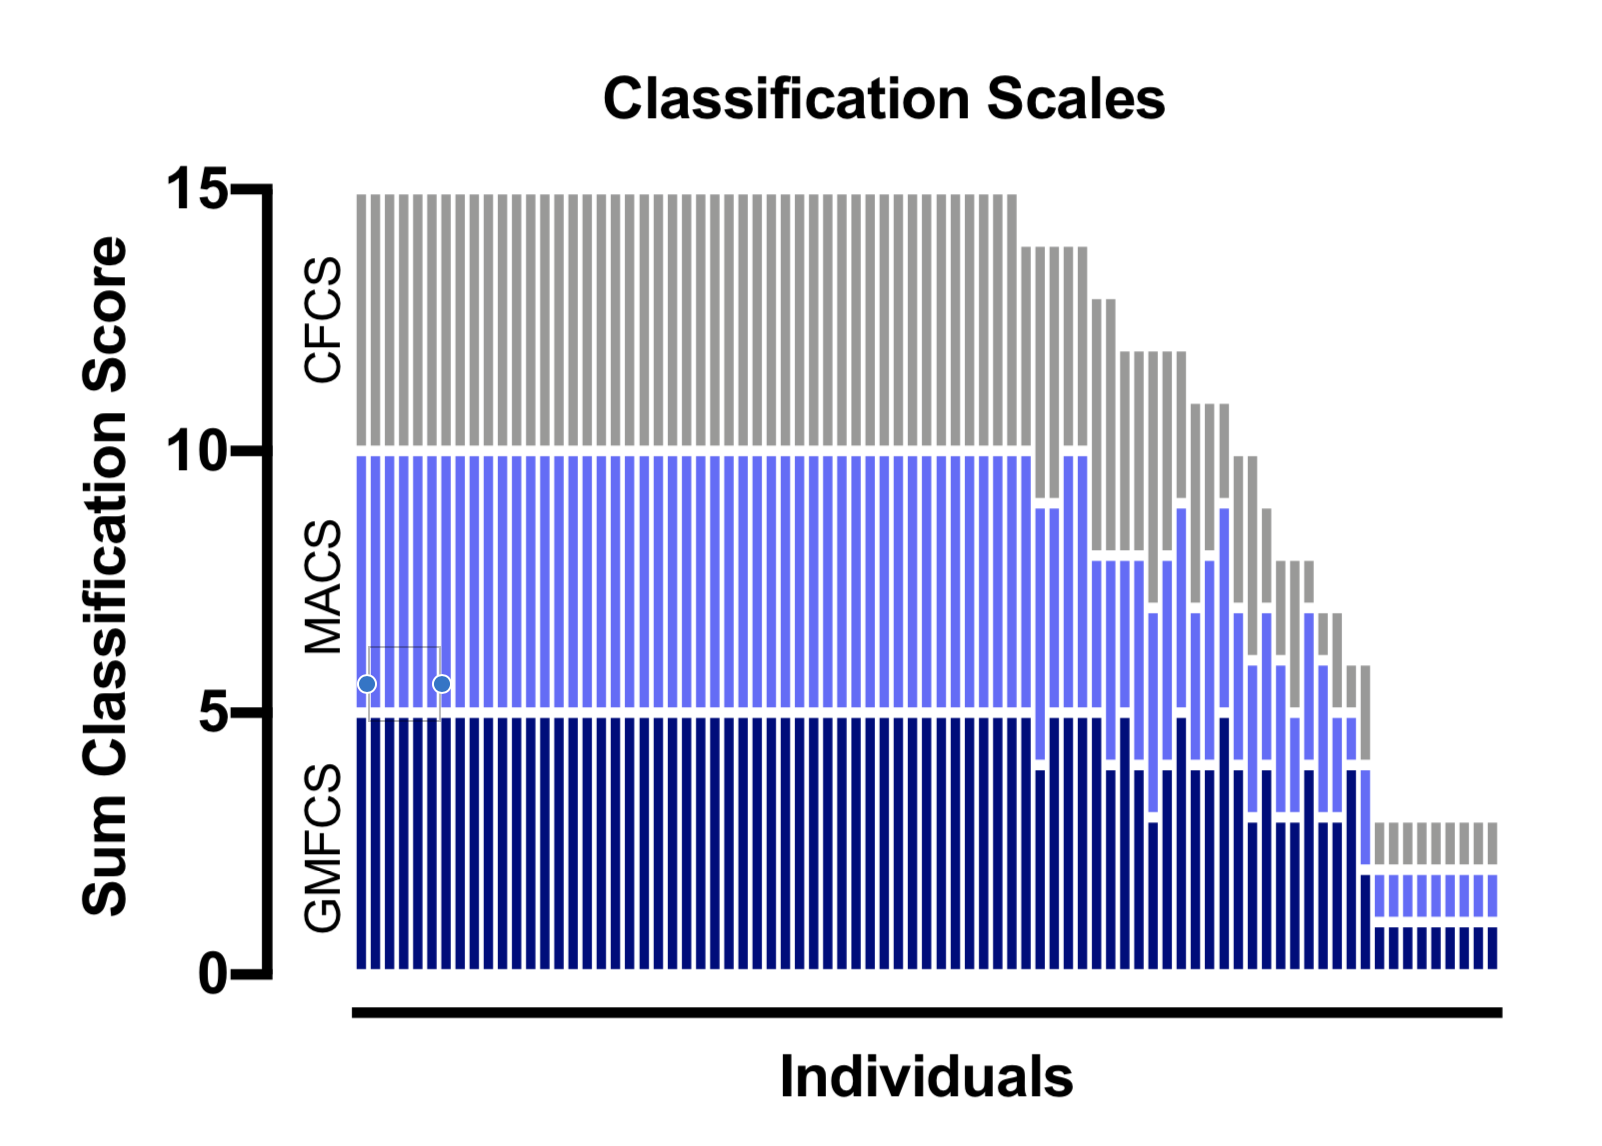 Classification Scales
Sum Classification Score
15
10
5
0
CFCS
MACS
GMFCS
Individuals